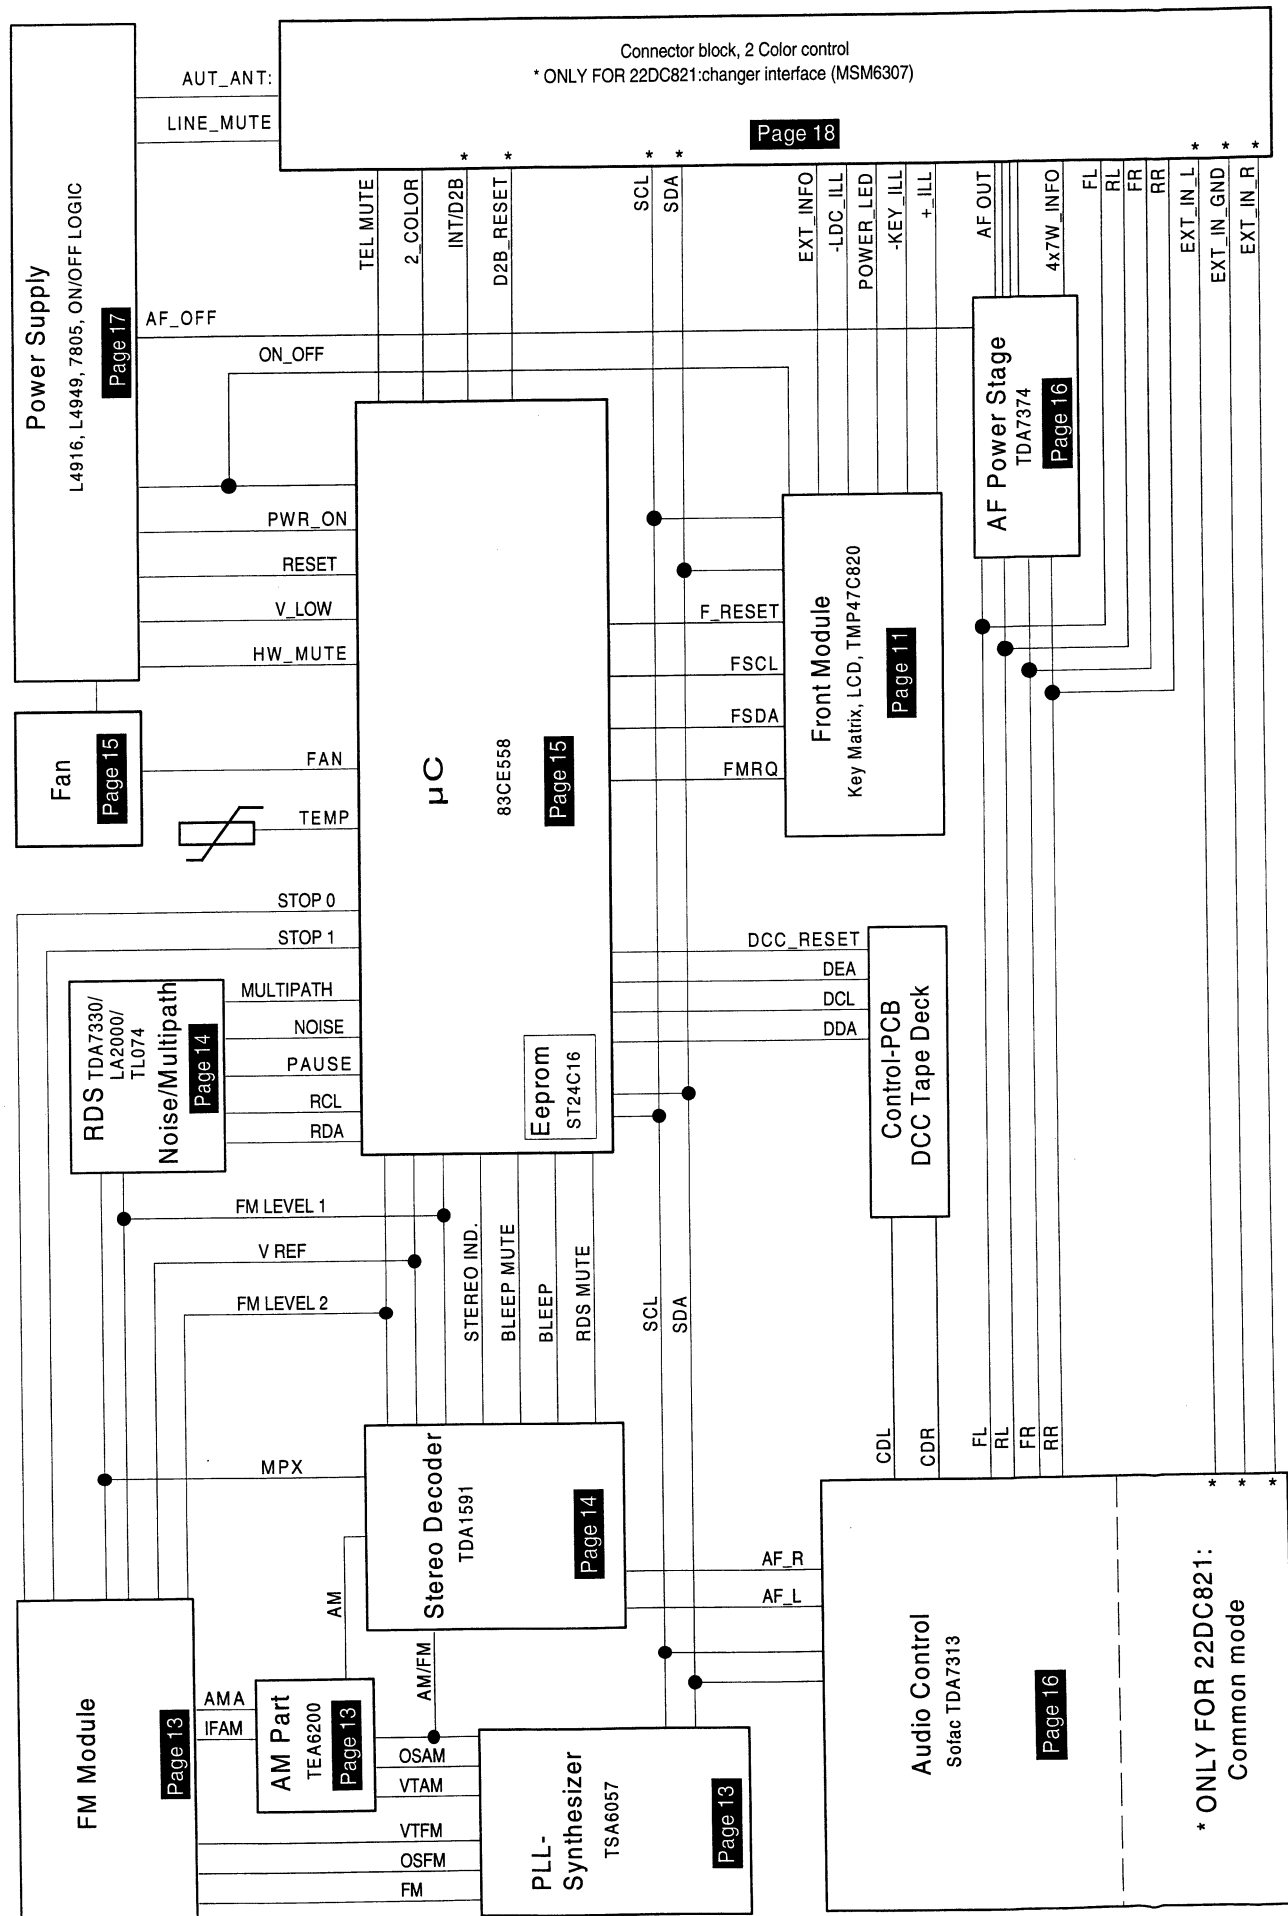 Connector block, 2 Color control
* ONLY FOR 22DC821:changer interface (MSM6307)
Page 18
AUT_ANT:
LINE_MUTE
Power Supply
L4916, L4949, 7805, ON/OFF LOGIC
Page 17
AF_OFF
ON_OFF
PWR_ON
RESET
V_LOW
HW_MUTE
TEL MUTE
2_COLOR
INT/D2B
*
D2B_RESET
*
SCL
*
SDA
*
EXT_INFO
-LDC_ILL
POWER_LED
-KEY_ILL
+_ILL
AF OUT
4x7W_INFO
FL
RL
FR
RR
EXT_IN_L
*
EXT_IN_GND
*
EXT_IN_R
*
AF Power Stage
TDA7374
Page 16
Fan
Page 15
FAN
TEMP
STOP 0
STOP 1
µC
83CE558
Page 15
Eeprom
ST24C16
F_RESET
FSCL
FSDA
FMRQ
Front Module
Key Matrix, LCD, TMP47C820
Page 11
RDS TDA7330/
LA2000/
TL074
Noise/Multipath
Page 14
MULTIPATH
NOISE
PAUSE
RCL
RDA
DCC_RESET
DEA
DCL
DDA
Control-PCB
DCC Tape Deck
FM LEVEL 1
V REF
FM LEVEL 2
STEREO IND.
BLEEP MUTE
BLEEP
RDS MUTE
SCL
SDA
MPX
Stereo Decoder
TDA1591
Page 14
AM
AM/FM
AF_R
AF_L
CDL
CDR
FL
RL
FR
RR
FM Module
Page 13
AMA
IFAM
AM Part
TEA6200
Page 13
OSAM
VTAM
VTFM
OSFM
FM
PLL-
Synthesizer
TSA6057
Page 13
Audio Control
Sofac TDA7313
Page 16
*
*
*
* ONLY FOR 22DC821:
Common mode